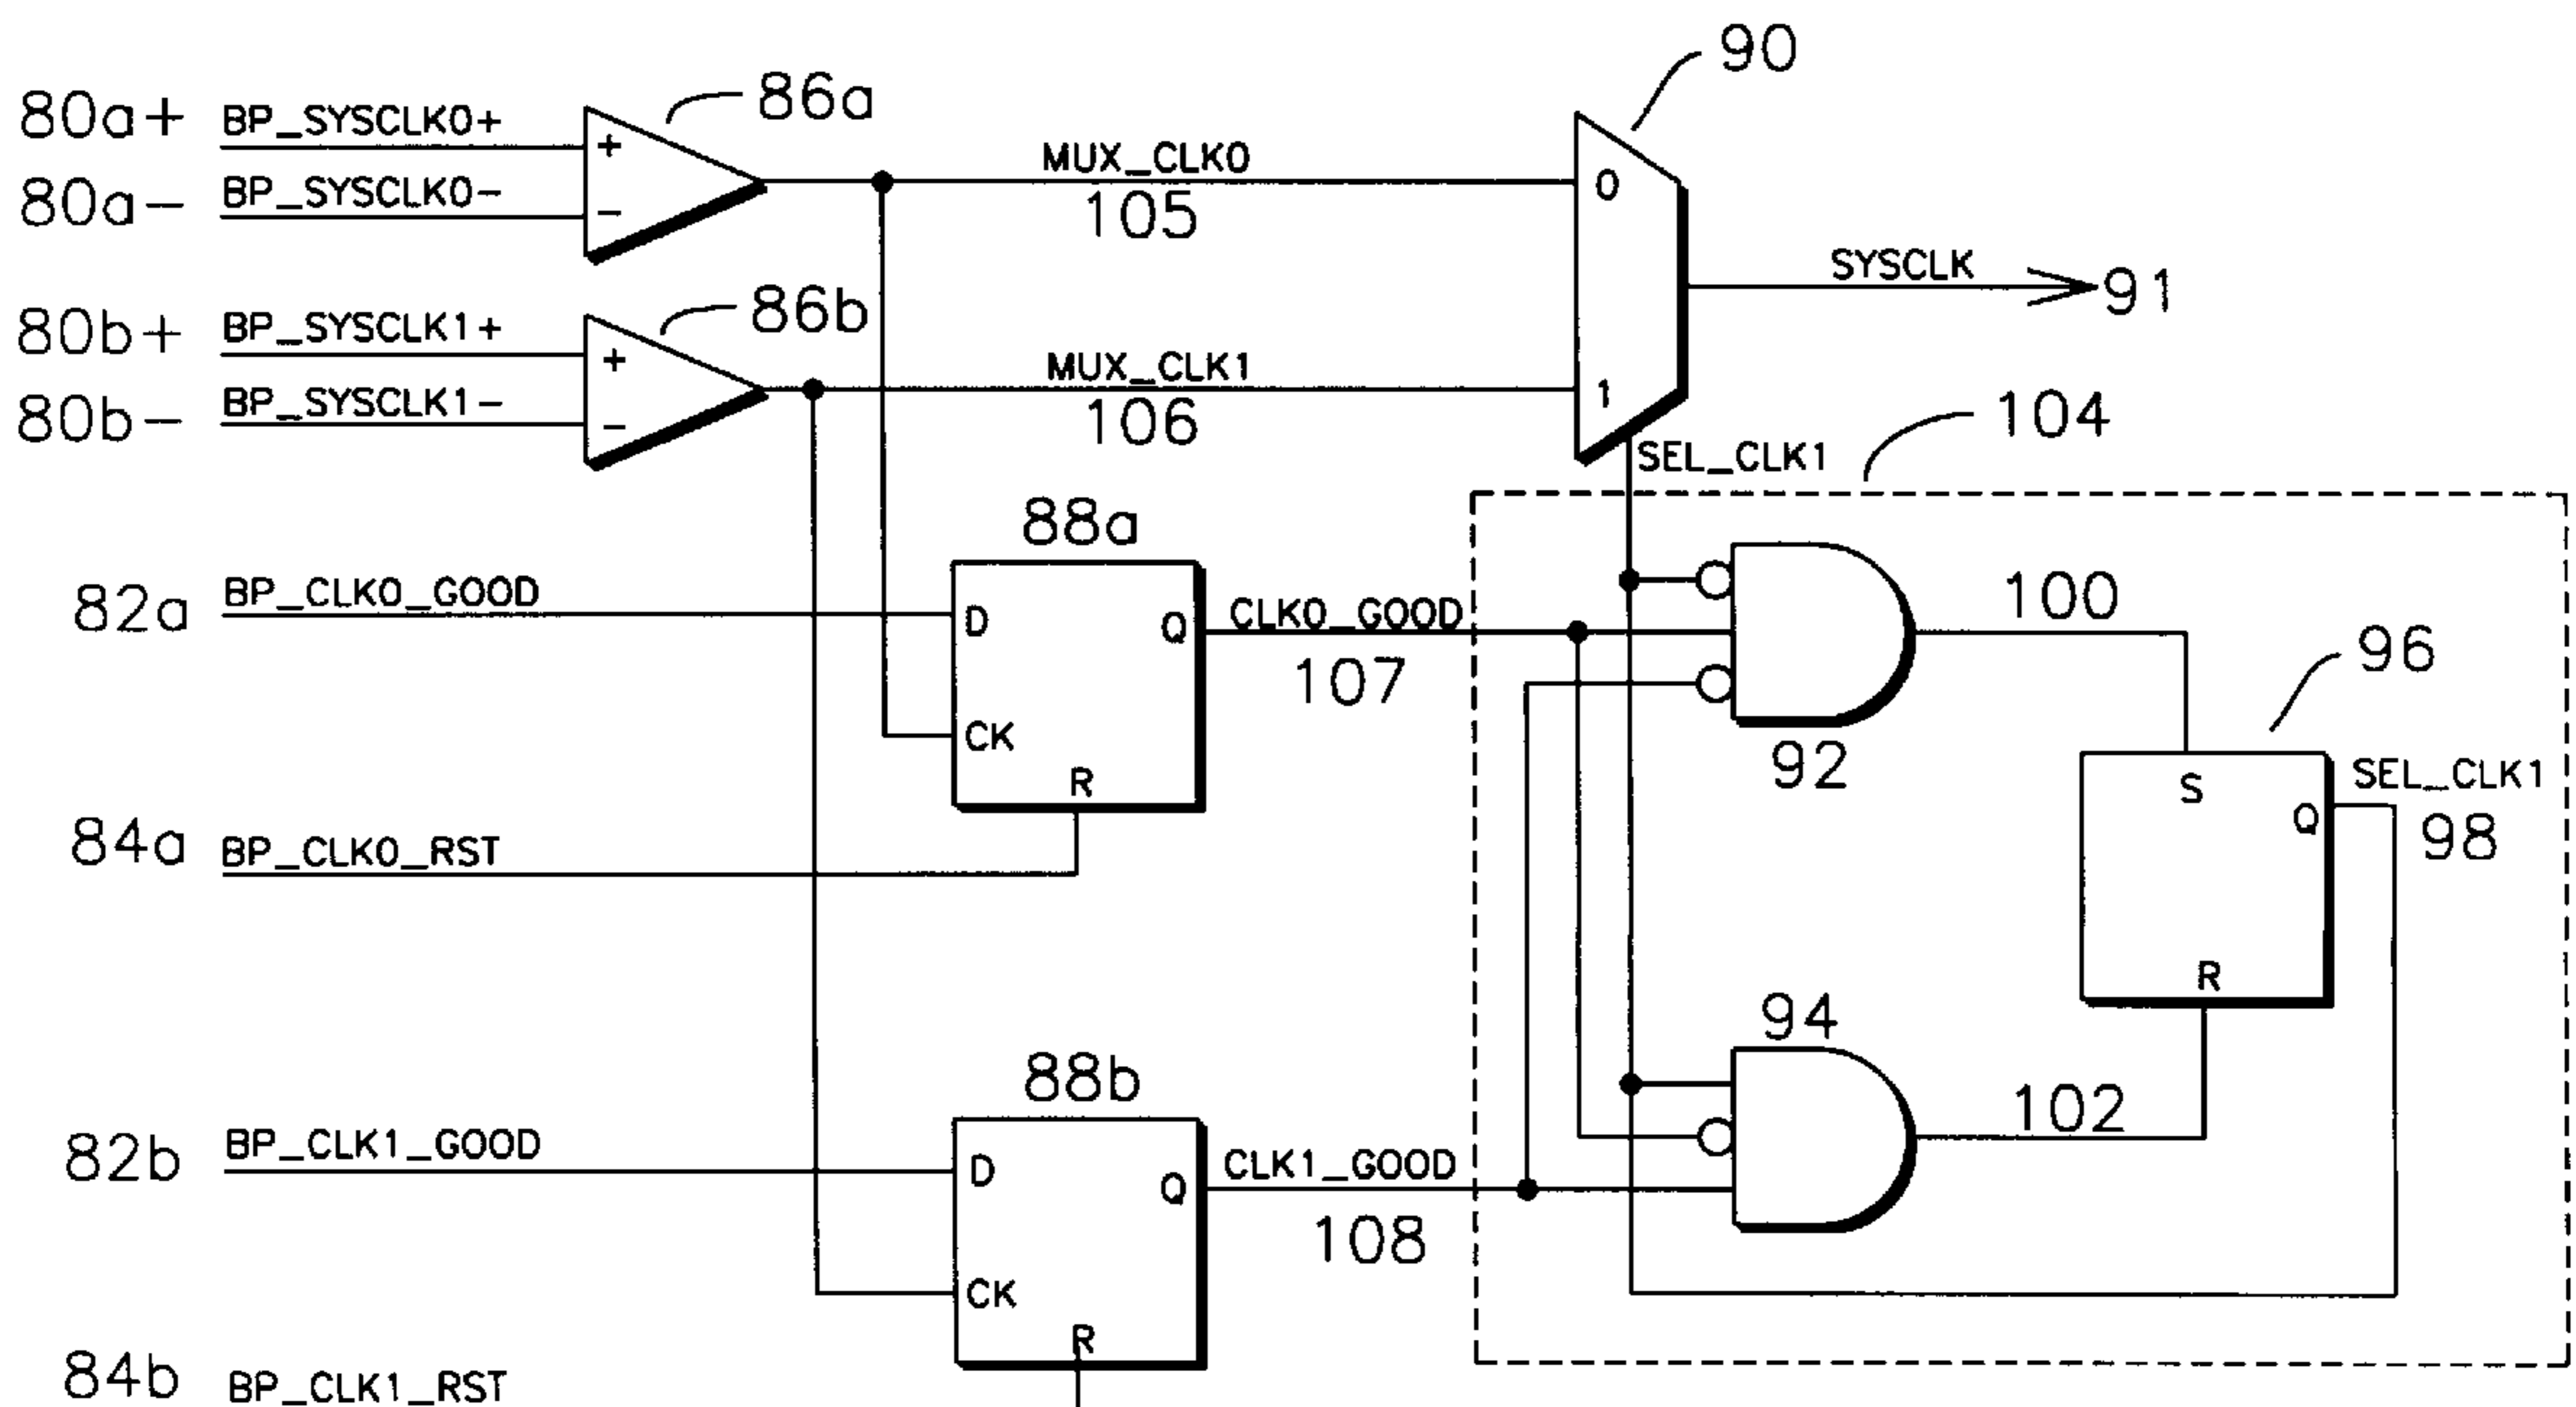 90
80a+ BP_SYSCLK0+ + 86a
80a- BP_SYSCLK0- -
MUX_CLK0 0
105
SYSCLK 91
80b+ BP_SYSCLK1+ + 86b
80b- BP_SYSCLK1- -
MUX_CLK1 1
106
104
SEL_CLK1
88a
82a BP_CLK0_GOOD D Q CLK0_GOOD 100
107
96
CK
92
R
S
SEL_CLK1
Q 98
84a BP_CLK0_RST
R
94
88b
102
82b BP_CLK1_GOOD D Q CLK1_GOOD
108
CK
R
84b BP_CLK1_RST